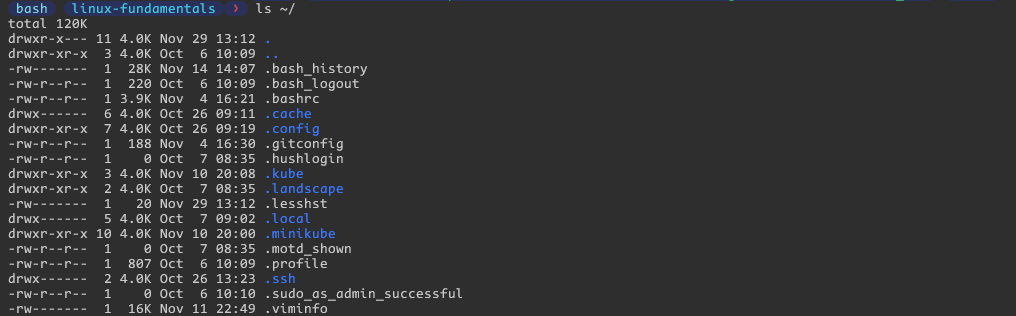 bash linux-fundamentals ❯ ls ~/
total 120K
drwxr-x--- 11 4.0K Nov 29 13:12 .
drwxr-xr-x  3 4.0K Oct  6 10:09 ..
-rw-------  1  28K Nov 14 14:07 .bash_history
-rw-r--r--  1  220 Oct  6 10:09 .bash_logout
-rw-r--r--  1 3.9K Nov  4 16:21 .bashrc
drwx------  6 4.0K Oct 26 09:11 .cache
drwxr-xr-x  7 4.0K Oct 26 09:19 .config
-rw-r--r--  1  188 Nov  4 16:30 .gitconfig
-rw-r--r--  1    0 Oct  7 08:35 .hushlogin
drwxr-xr-x  3 4.0K Nov 10 20:08 .kube
drwxr-xr-x  2 4.0K Oct  7 08:35 .landscape
-rw-------  1   20 Nov 29 13:12 .lesshst
drwx------  5 4.0K Oct  7 09:02 .local
drwxr-xr-x 10 4.0K Nov 10 20:00 .minikube
-rw-r--r--  1    0 Oct  7 08:35 .motd_shown
-rw-r--r--  1  807 Oct  6 10:09 .profile
drwx------  2 4.0K Oct 26 13:23 .ssh
-rw-r--r--  1    0 Oct  6 10:10 .sudo_as_admin_successful
-rw-------  1  16K Nov 11 22:49 .viminfo